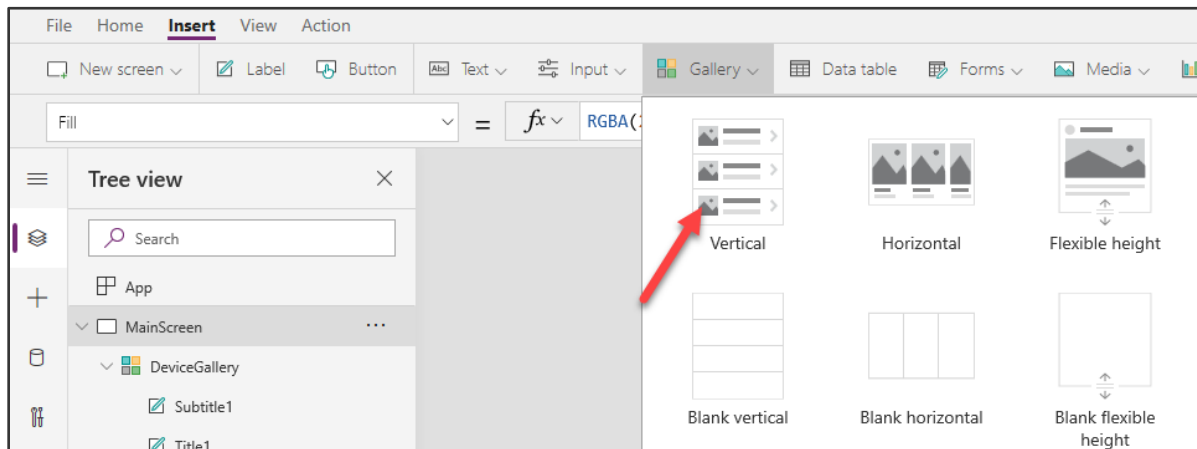 File Home Insert View Action
New screen Label Button Abc Text Input Gallery Data table Forms Media
Fill = fx RGBA(
Tree view
Search
App
MainScreen
DeviceGallery
Subtitle1
Title1
Vertical Horizontal Flexible height
Blank vertical Blank horizontal Blank flexible
height